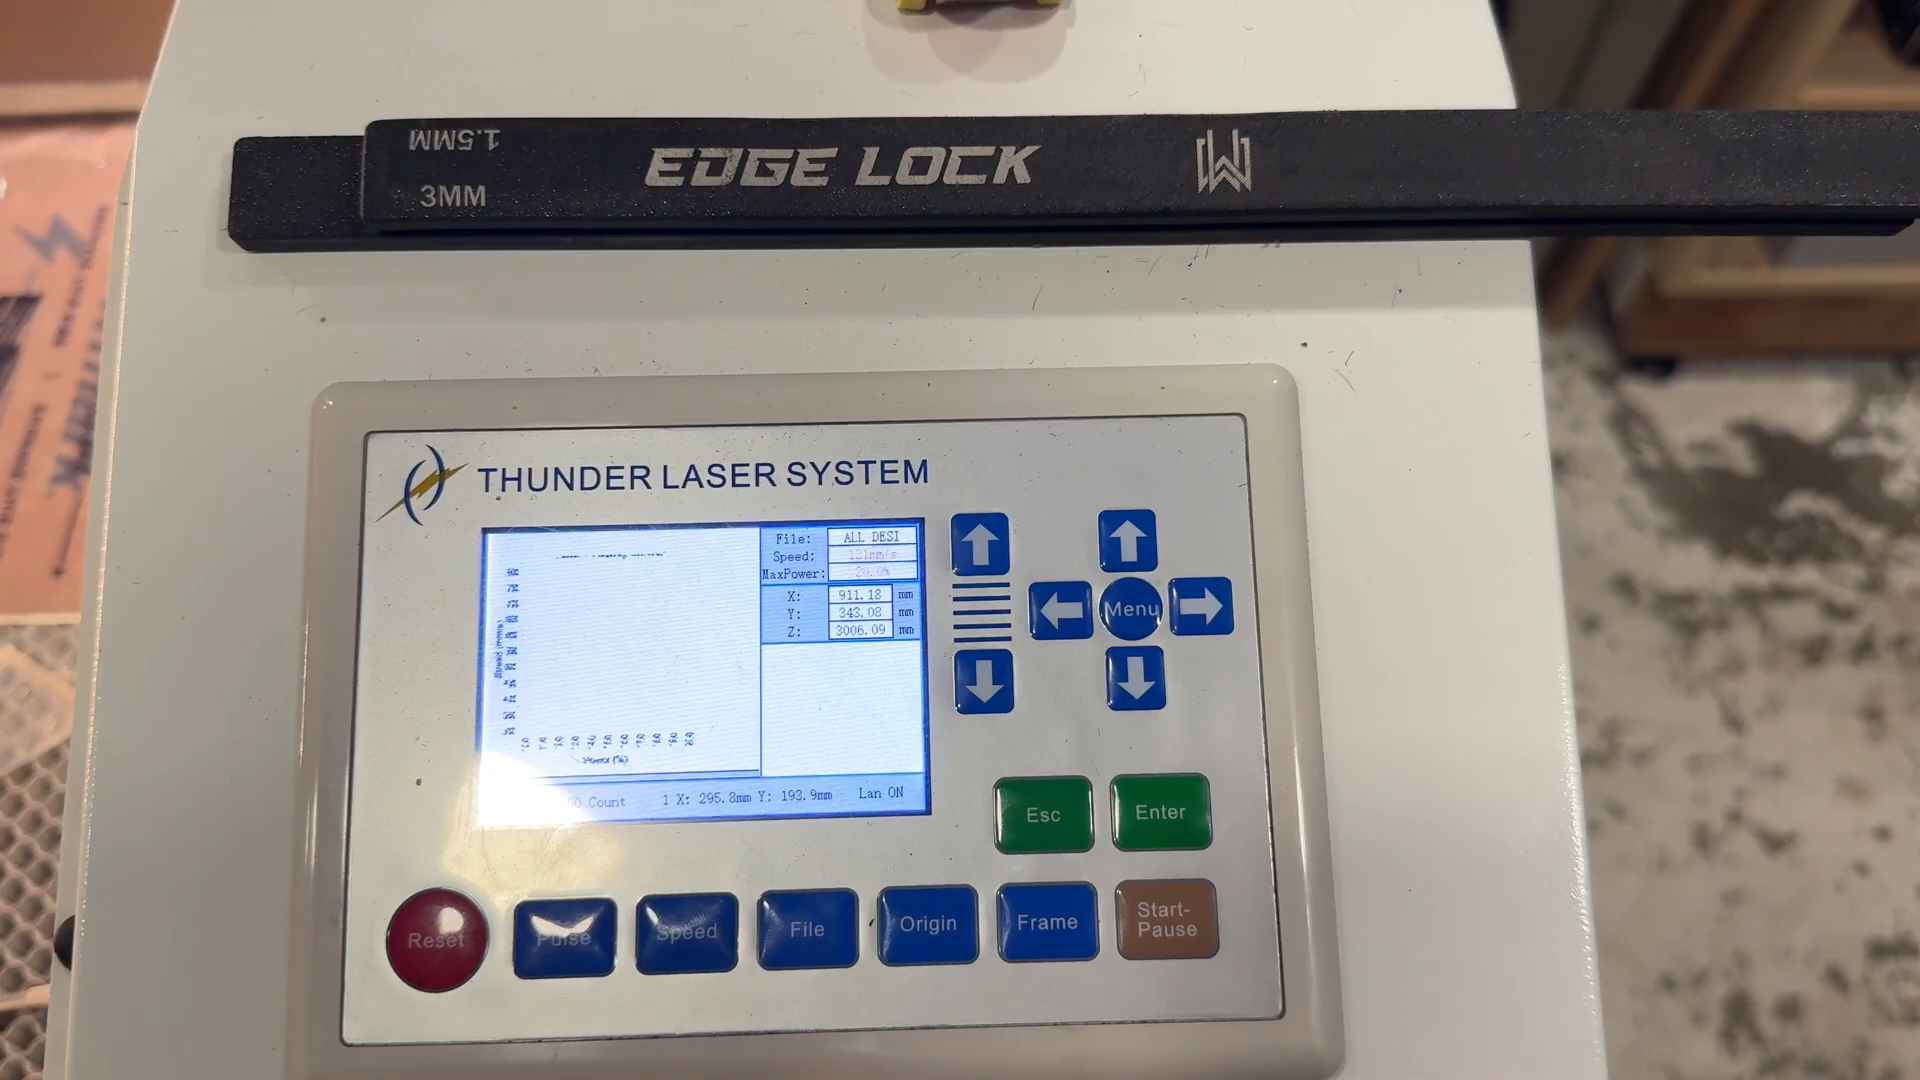 1.5MM
3MM
EDGE LOCK
THUNDER LASER SYSTEM
File: ALL DESI
Speed: 121mm/s
MaxPower: 20.0%
X: 911.18 mm
Y: 343.08 mm
Z: 3006.09 mm
Power (%)
Count 1 X: 295.8mm Y: 193.9mm Lan ON
Menu
Esc
Enter
Reset
Pulse
Speed
File
Origin
Frame
Start-
Pause